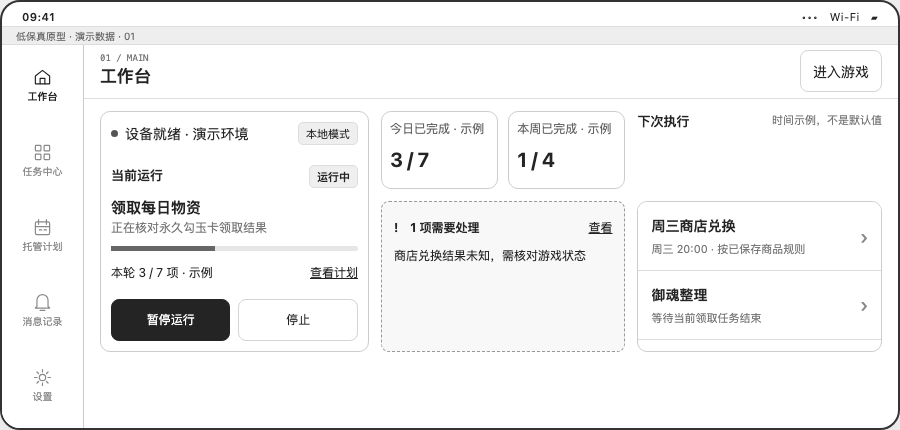 09:41
Wi-Fi
低保真原型 · 演示数据 · 01
工作台
任务中心
托管计划
消息记录
设置
01 / MAIN
工作台
进入游戏
设备就绪 · 演示环境
本地模式
当前运行
运行中
领取每日物资
正在核对永久勾玉卡领取结果
本轮 3 / 7 项 · 示例
查看计划
暂停运行
停止
今日已完成 · 示例
3 / 7
本周已完成 · 示例
1 / 4
! 1 项需要处理
查看
商店兑换结果未知，需核对游戏状态
下次执行
时间示例，不是默认值
周三商店兑换
周三 20:00 · 按已保存商品规则
御魂整理
等待当前领取任务结束